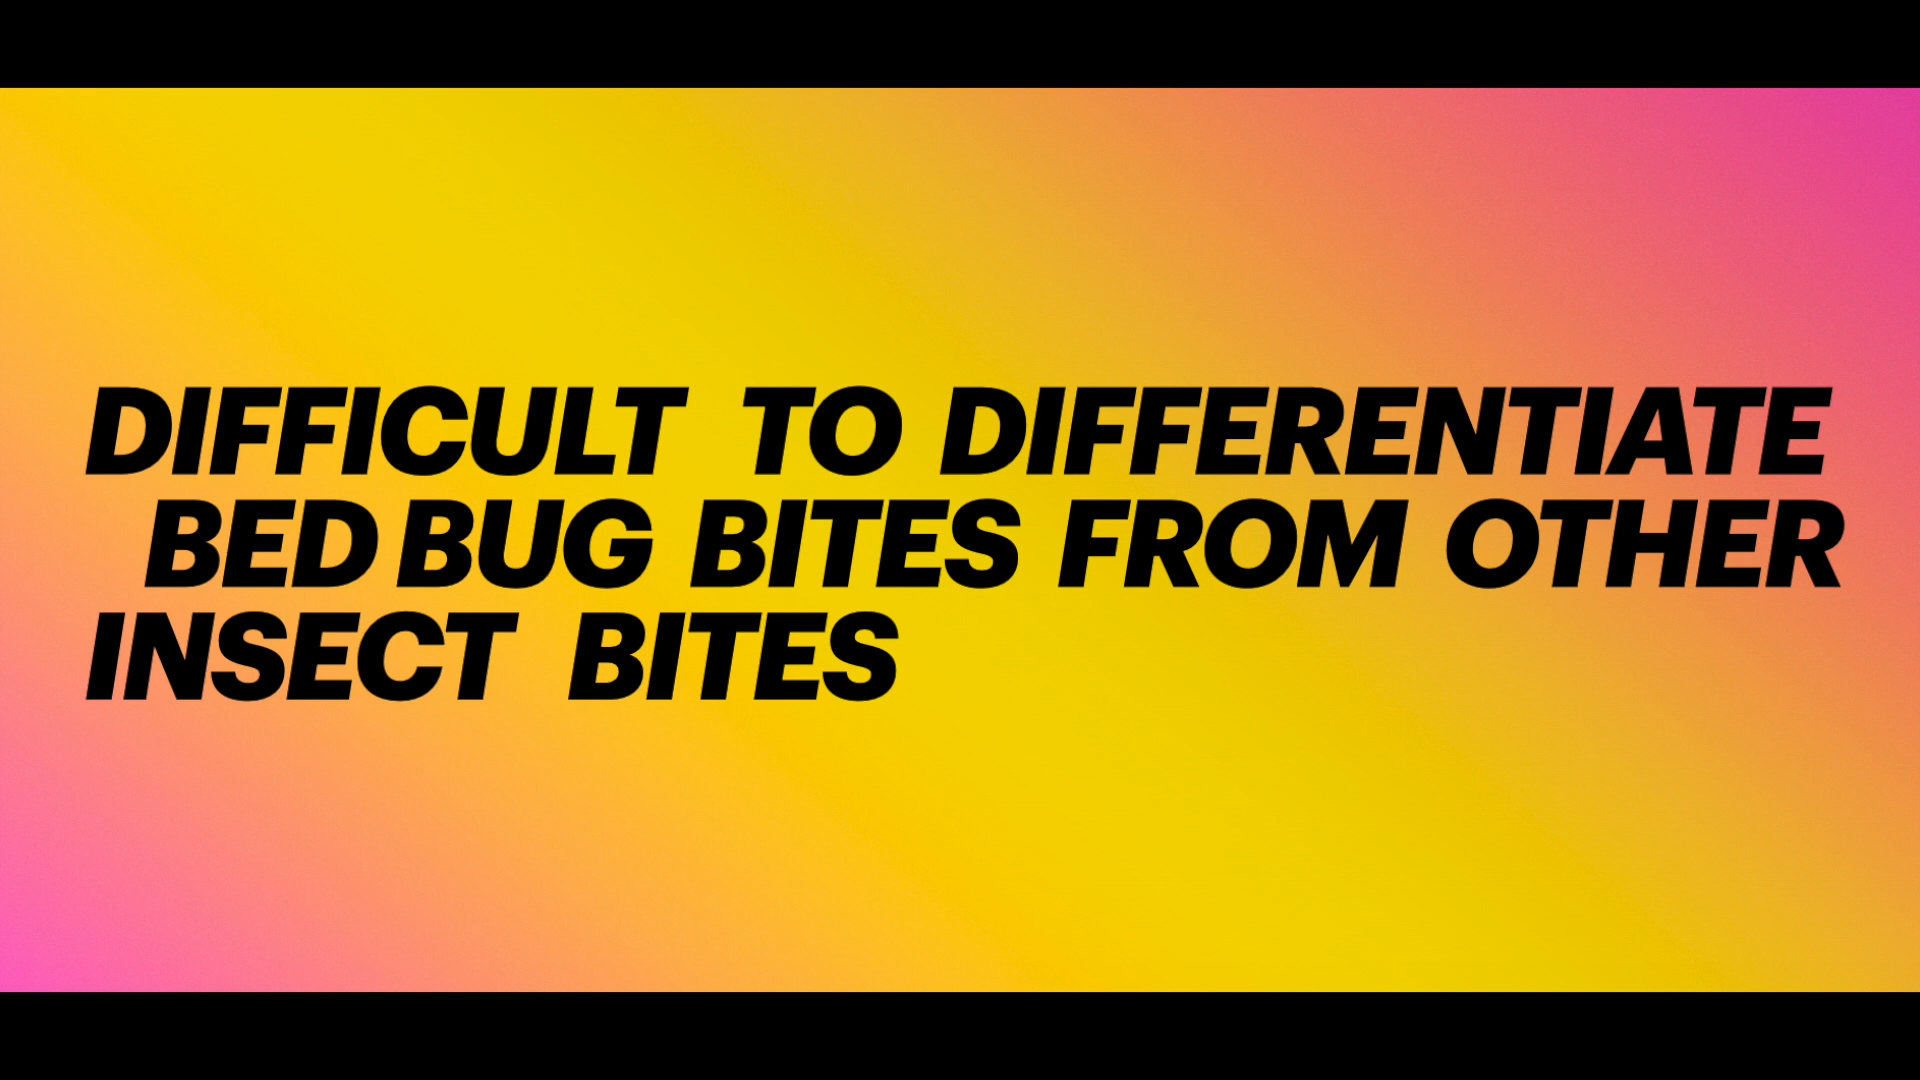 DIFFICULT TO DIFFERENTIATE
BED BUG BITES FROM OTHER
INSECT BITES